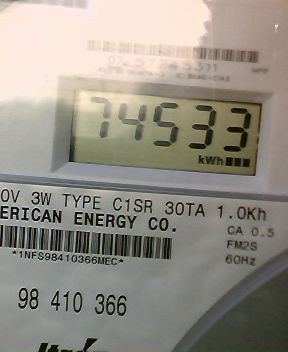 74533
kWh
0V 3W TYPE C1SR 30TA 1.0Kh
ERICAN ENERGY CO.
CA 0.5
FM2S
60Hz
*1NFS98410366MEC*
98 410 366
Itron